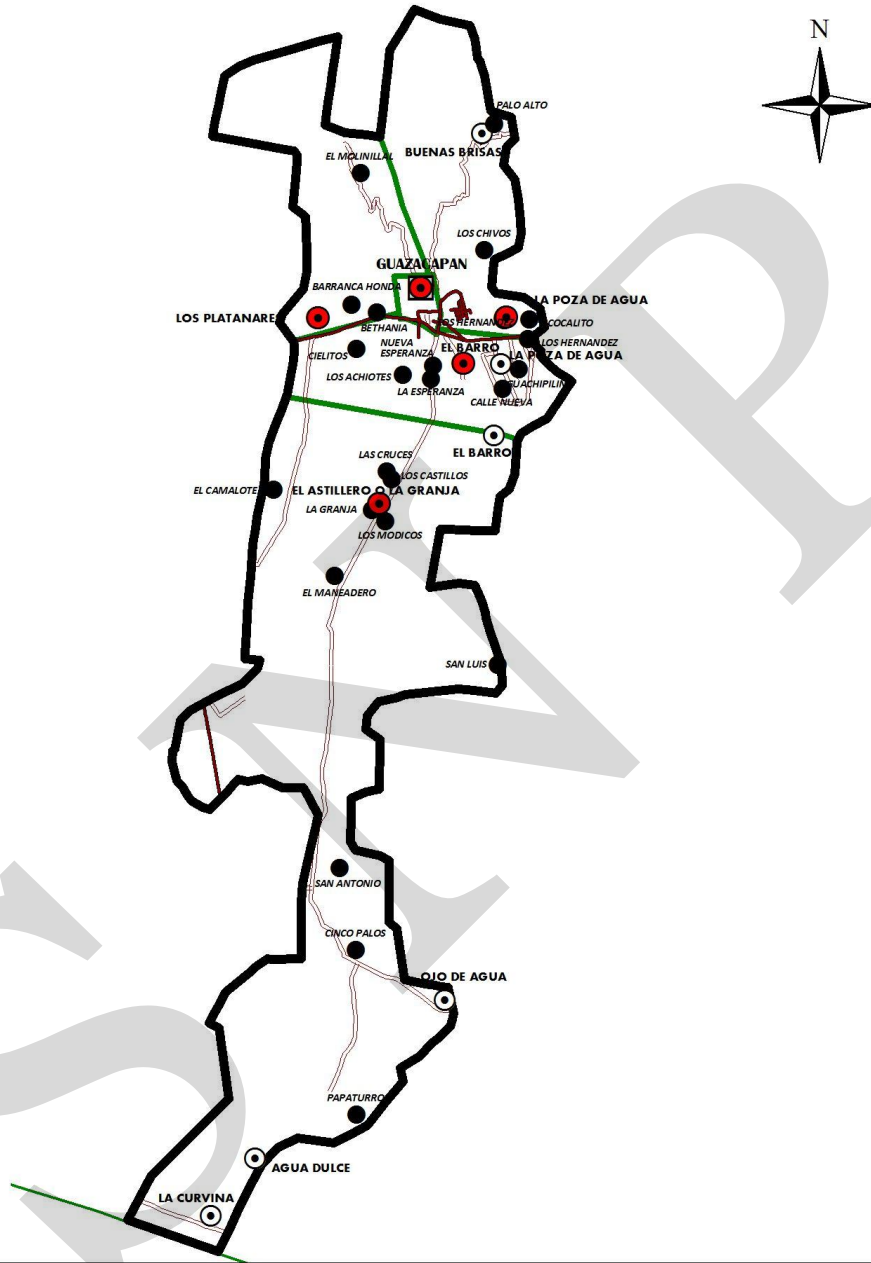 N
PALO ALTO
BUENAS BRISAS
EL MOLINILLAL
LOS CHIVOS
GUAZACAPAN
BARRANCA HONDA
LOS PLATANARE
BETHANIA
LA POZA DE AGUA
LOS HERNANDEZ
COCALITO
LOS HERNANDEZ
NUEVA
ESPERANZA
EL BARRO
LA POZA DE AGUA
CIELITOS
LOS ACHIOTES
LA ESPERANZA
GUACHIPILIN
CALLE NUEVA
EL BARRO
LAS CRUCES
LOS CASTILLOS
EL CAMALOTE
EL ASTILLERO O LA GRANJA
LA GRANJA
LOS MODICOS
EL MANEADERO
SAN LUIS
SAN ANTONIO
CINCO PALOS
OJO DE AGUA
PAPATURRO
AGUA DULCE
LA CURVINA